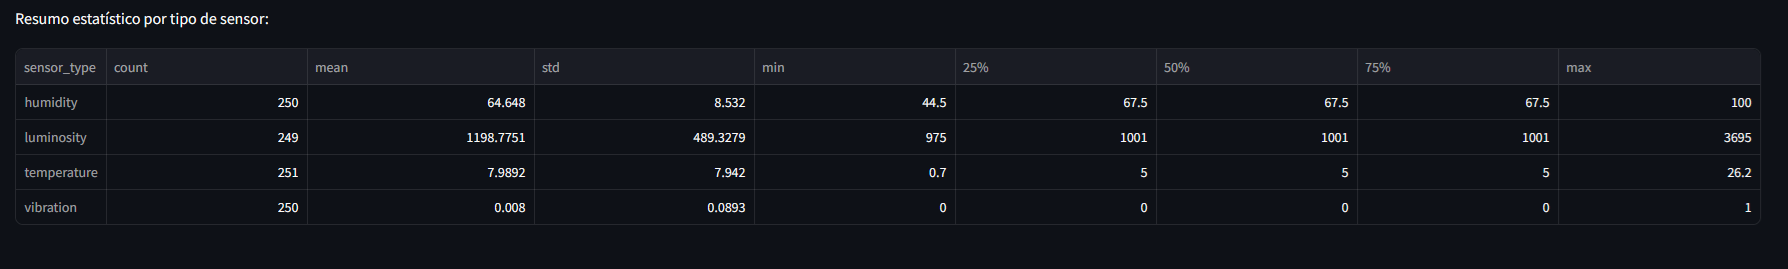 Resumo estatístico por tipo de sensor:
sensor_type count mean std min 25% 50% 75% max
humidity 250 64.648 8.532 44.5 67.5 67.5 67.5 100
luminosity 249 1198.7751 489.3279 975 1001 1001 1001 3695
temperature 251 7.9892 7.942 0.7 5 5 5 26.2
vibration 250 0.008 0.0893 0 0 0 0 1